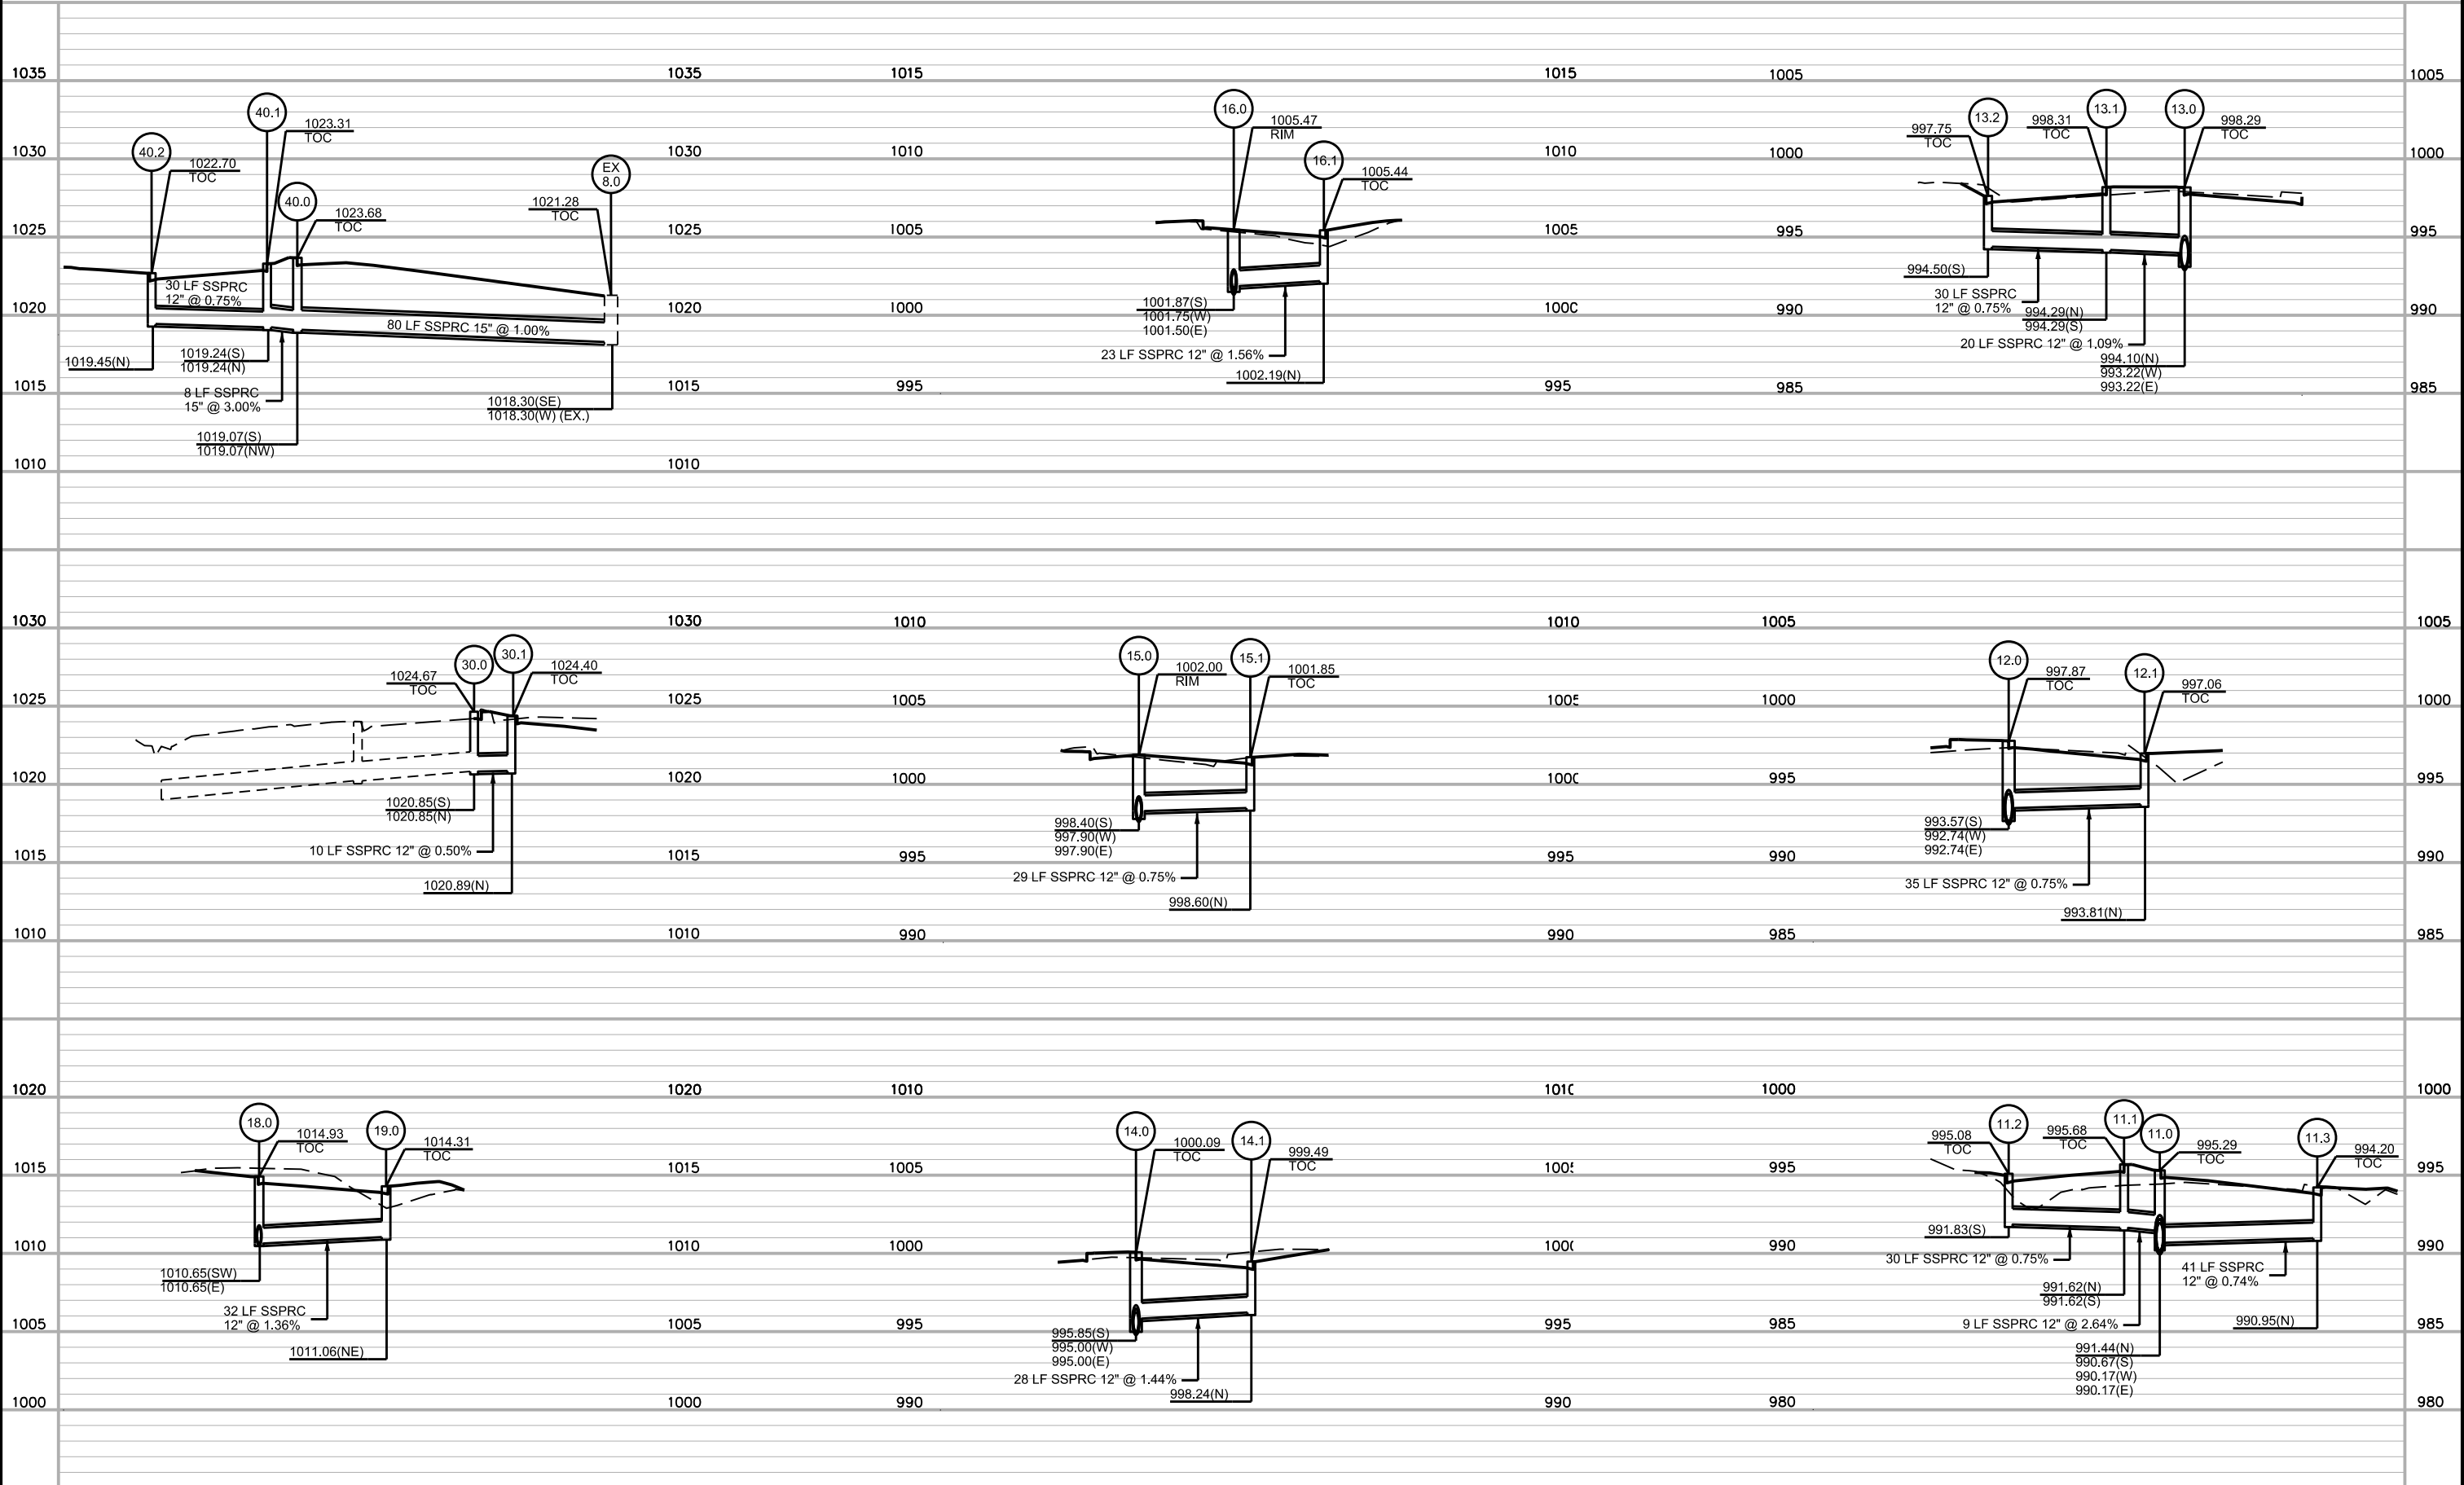 1035 1035 1015 1015 1005 1005
40.1
1023.31
TOC
40.2
1022.70
TOC
40.0
1023.68
TOC
EX
8.0
1021.28
TOC
1030 1030
1025 1025
30 LF SSPRC
12" @ 0.75%
1020 1020
80 LF SSPRC 15" @ 1.00%
1019.45(N)
1019.24(S)
1019.24(N)
8 LF SSPRC
15" @ 3.00%
1018.30(SE)
1018.30(W) (EX.)
1015 1015
1019.07(S)
1019.07(NW)
1010 1010
16.0
1005.47
RIM
16.1
1005.44
TOC
1010 1010
1005 1005
1000 1000
1001.87(S)
1001.75(W)
1001.50(E)
23 LF SSPRC 12" @ 1.56%
1002.19(N)
995 995
13.2
997.75
TOC
13.1
998.31
TOC
13.0
998.29
TOC
1000 1000
995 995
994.50(S)
30 LF SSPRC
12" @ 0.75%
994.29(N)
994.29(S)
990 990
20 LF SSPRC 12" @ 1.09%
994.10(N)
993.22(W)
993.22(E)
985 985
1030 1030 1010 1010 1005 1005
30.0
30.1
1024.67
TOC
1024.40
TOC
1025 1025
1020 1020
1020.85(S)
1020.85(N)
10 LF SSPRC 12" @ 0.50%
1020.89(N)
1015 1015
1010 1010
15.0
15.1
1002.00
RIM
1001.85
TOC
1005 1005
1000 1000
998.40(S)
997.90(W)
997.90(E)
29 LF SSPRC 12" @ 0.75%
998.60(N)
995 995
990 990
12.0
12.1
997.87
TOC
997.06
TOC
1000 1000
995 995
993.57(S)
992.74(W)
992.74(E)
35 LF SSPRC 12" @ 0.75%
993.81(N)
990 990
985 985
1020 1020 1010 1010 1000 1000
18.0
19.0
1014.93
TOC
1014.31
TOC
1015 1015
1010 1010
1010.65(SW)
1010.65(E)
32 LF SSPRC
12" @ 1.36%
1011.06(NE)
1005 1005
1000 1000
14.0
14.1
1000.09
TOC
999.49
TOC
1005 1005
1000 1000
995.85(S)
995.00(W)
995.00(E)
28 LF SSPRC 12" @ 1.44%
998.24(N)
995 995
990 990
11.2
11.1
11.0
11.3
995.08
TOC
995.68
TOC
995.29
TOC
994.20
TOC
995 995
990 990
991.83(S)
30 LF SSPRC 12" @ 0.75%
991.62(N)
991.62(S)
9 LF SSPRC 12" @ 2.64%
41 LF SSPRC
12" @ 0.74%
990.95(N)
985 985
991.44(N)
990.67(S)
990.17(W)
990.17(E)
980 980